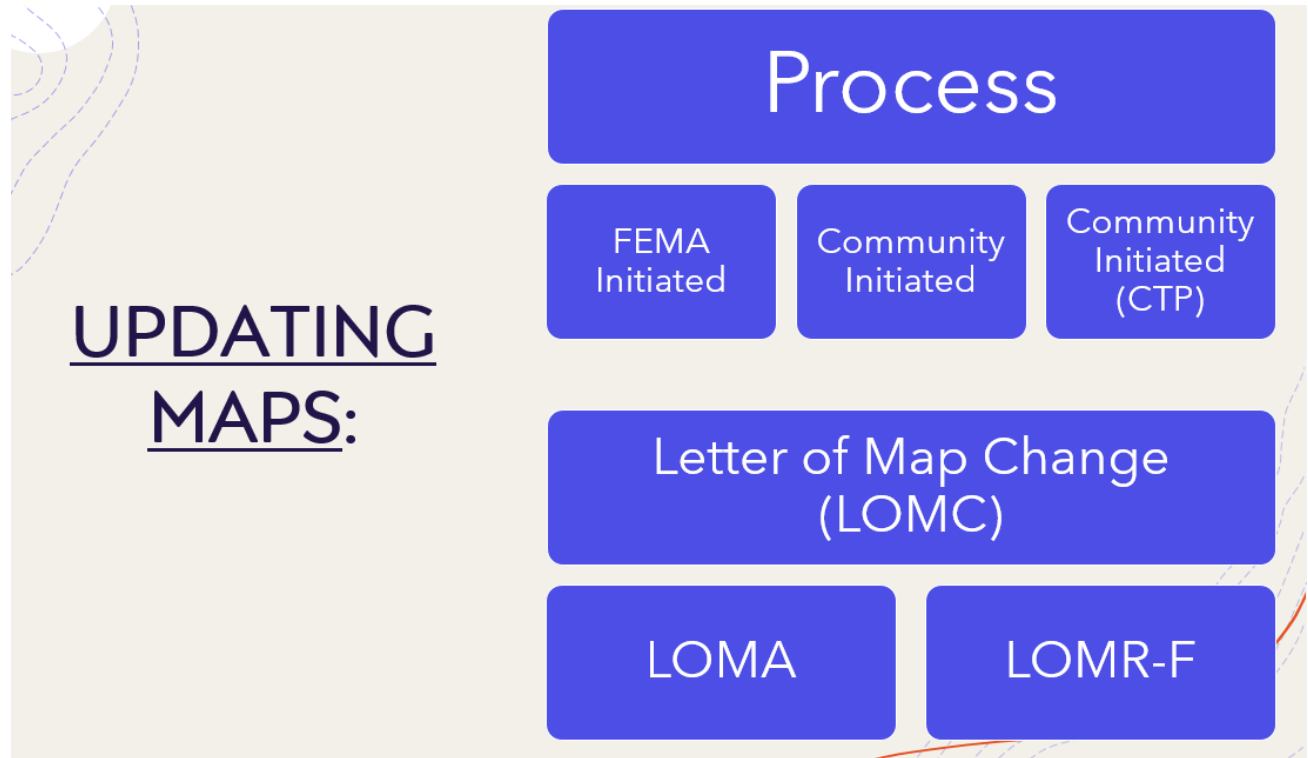 UPDATING
MAPS:
Process
FEMA
Initiated
Community
Initiated
Community
Initiated
(CTP)
Letter of Map Change
(LOMC)
LOMA
LOMR-F